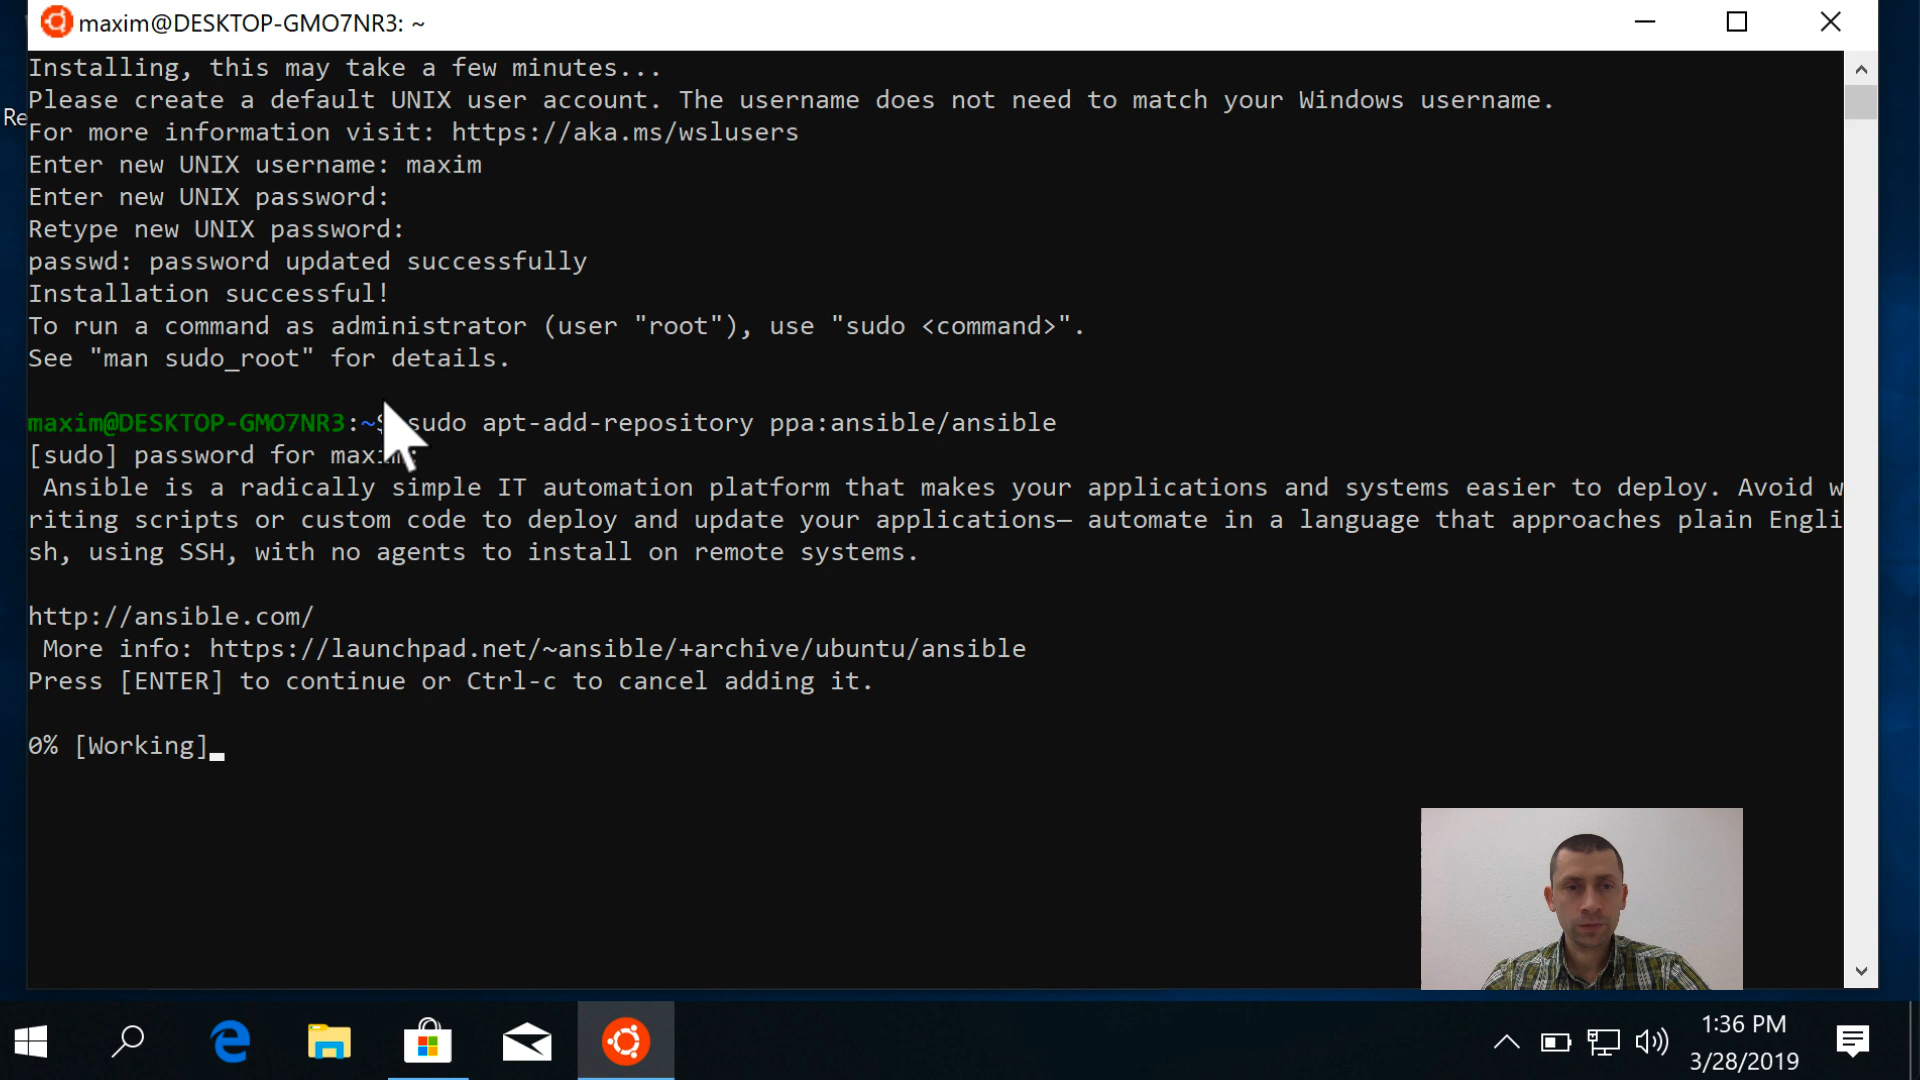 maxim@DESKTOP-GMO7NR3: ~
Re
Installing, this may take a few minutes...
Please create a default UNIX user account. The username does not need to match your Windows username.
For more information visit: https://aka.ms/wslusers
Enter new UNIX username: maxim
Enter new UNIX password:
Retype new UNIX password:
passwd: password updated successfully
Installation successful!
To run a command as administrator (user "root"), use "sudo <command>".
See "man sudo_root" for details.
maxim@DESKTOP-GMO7NR3:~$ sudo apt-add-repository ppa:ansible/ansible
[sudo] password for maxim:
Ansible is a radically simple IT automation platform that makes your applications and systems easier to deploy. Avoid w
riting scripts or custom code to deploy and update your applications— automate in a language that approaches plain Engli
sh, using SSH, with no agents to install on remote systems.
http://ansible.com/
More info: https://launchpad.net/~ansible/+archive/ubuntu/ansible
Press [ENTER] to continue or Ctrl-c to cancel adding it.
0% [Working]
1:36 PM
3/28/2019